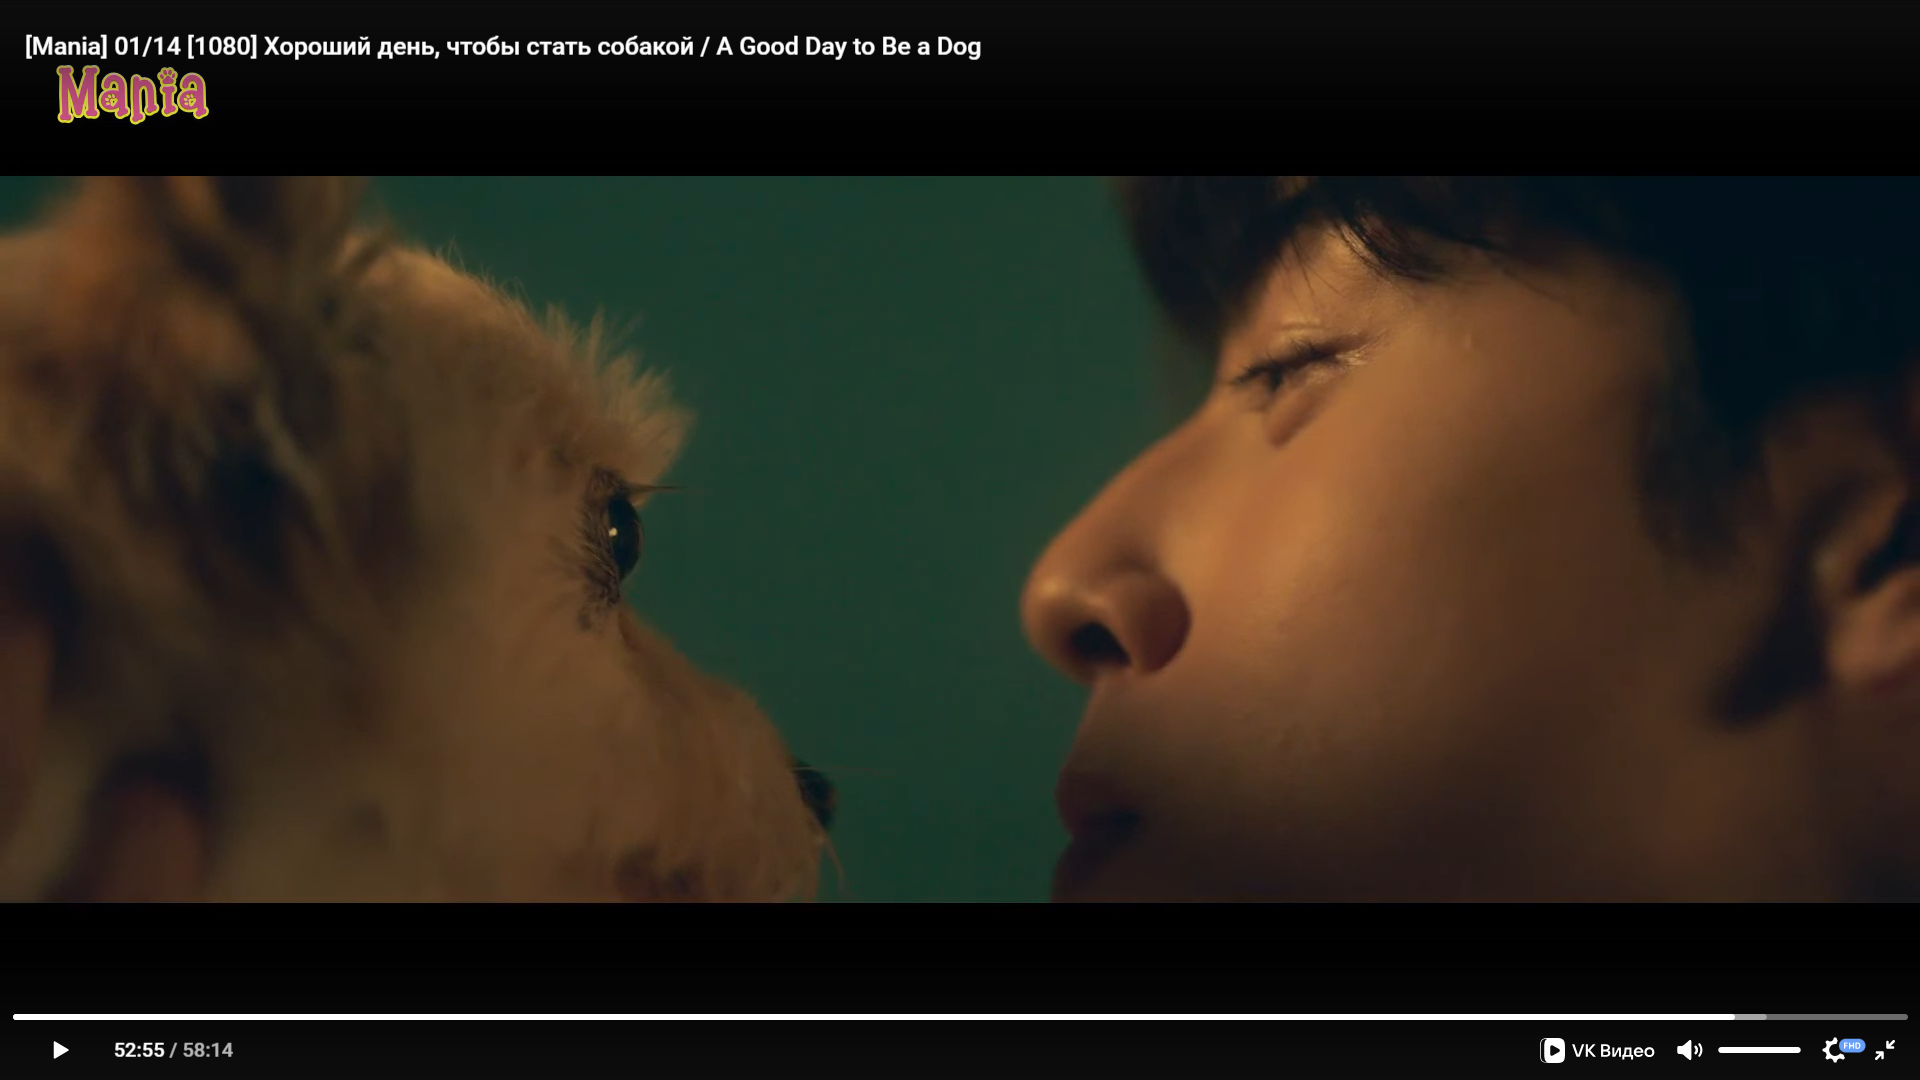 [Mania] 01/14 [1080] Хороший день, чтобы стать собакой / A Good Day to Be a Dog
Mania
52:55 / 58:14
VK Видео
FHD